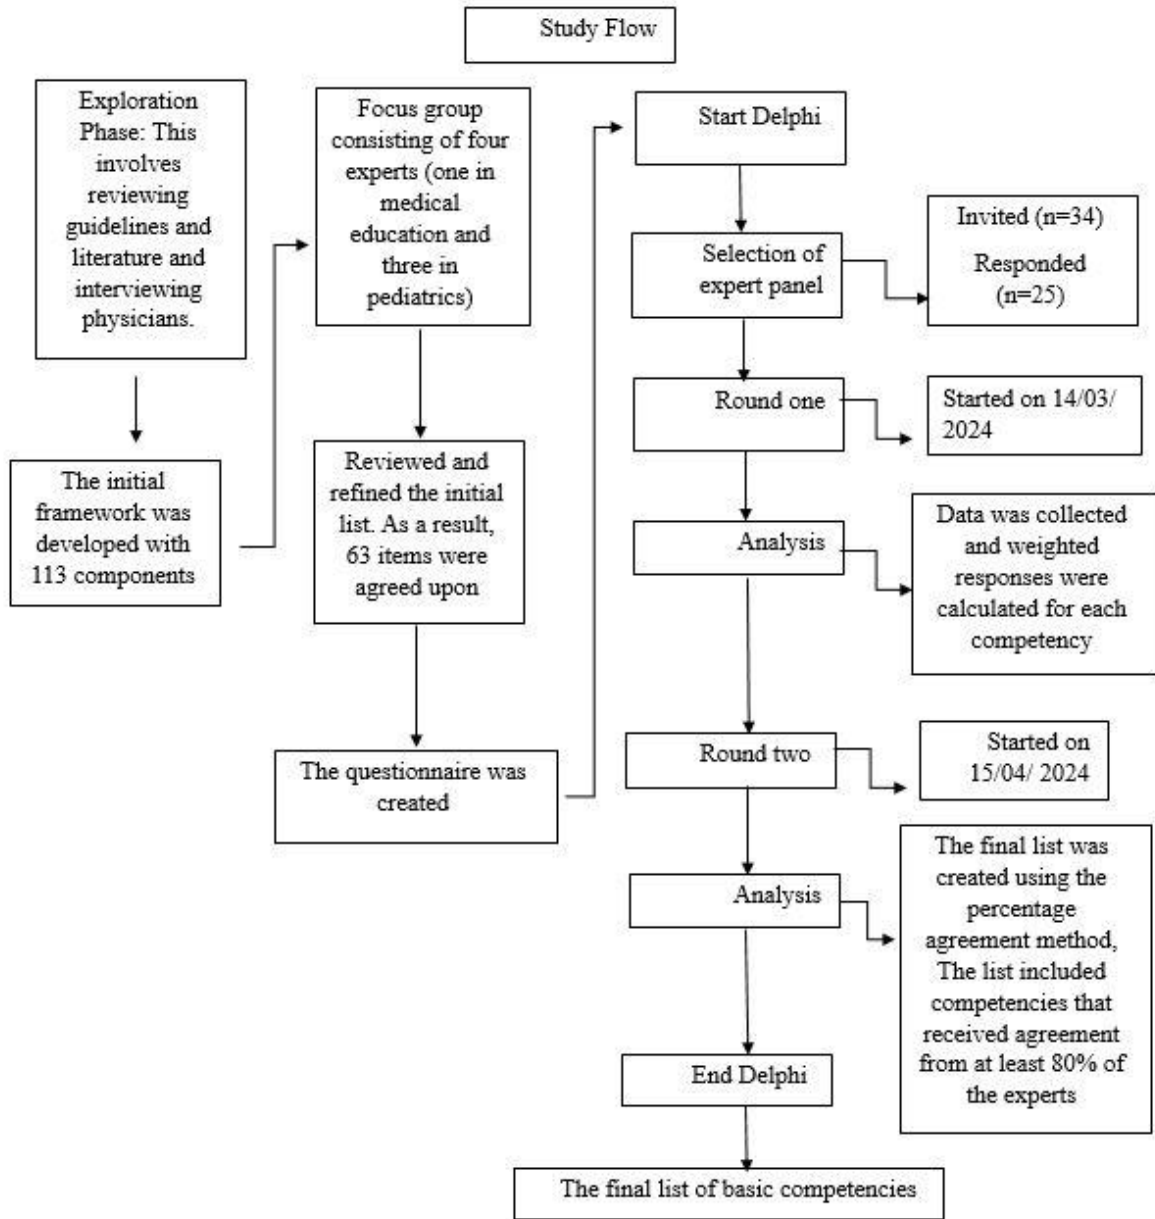 Study Flow
Exploration
Phase: This
involves
reviewing
guidelines and
literature and
interviewing
physicians.
The initial
framework was
developed with
113 components
Focus group
consisting of four
experts (one in
medical
education and
three in
pediatrics)
Reviewed and
refined the initial
list. As a result,
63 items were
agreed upon
The questionnaire was
created
Start Delphi
Selection of
expert panel
Invited (n=34)
Responded
(n=25)
Round one
Started on 14/03/
2024
Analysis
Data was collected
and weighted
responses were
calculated for each
competency
Round two
Started on
15/04/ 2024
Analysis
The final list was
created using the
percentage
agreement method,
The list included
competencies that
received agreement
from at least 80% of
the experts
End Delphi
The final list of basic competencies